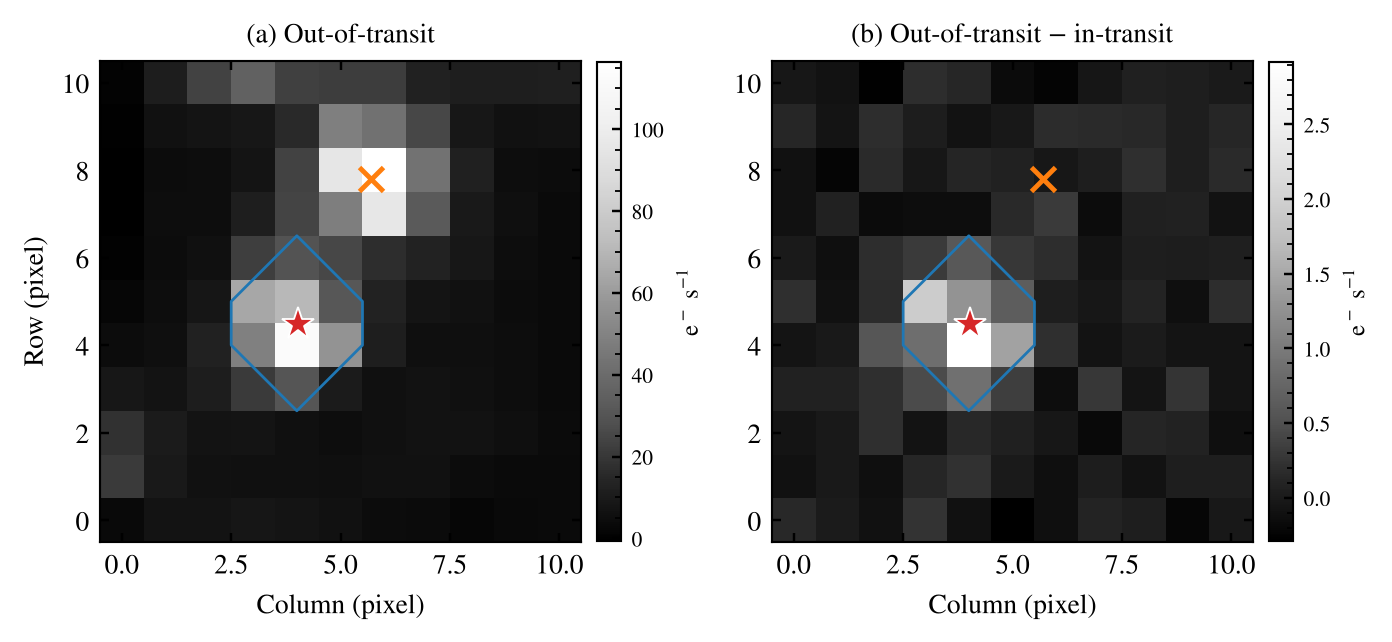 (a) Out-of-transit
10
8
6
4
2
0
Row (pixel)
0.0 2.5 5.0 7.5 10.0
Column (pixel)
100
80
60
40
20
0
e⁻ s⁻¹
(b) Out-of-transit − in-transit
10
8
6
4
2
0
0.0 2.5 5.0 7.5 10.0
Column (pixel)
2.5
2.0
1.5
1.0
0.5
0.0
e⁻ s⁻¹